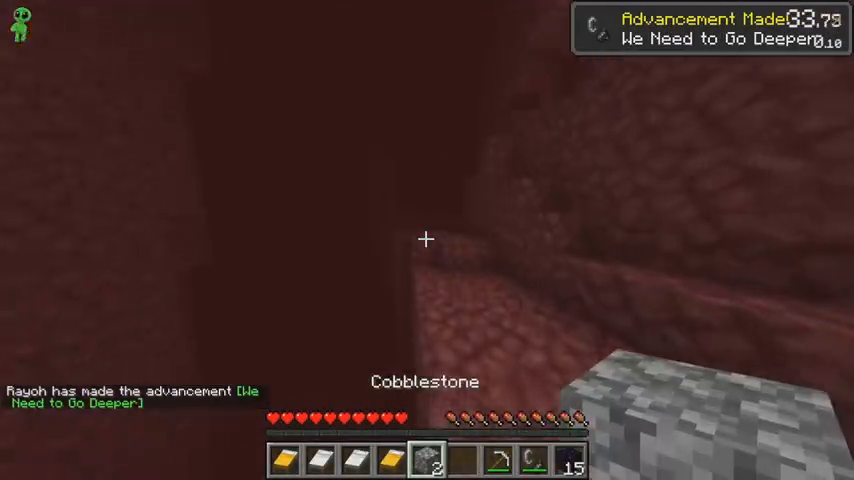 Advancement Made
33.79
We Need to Go Deeper
0.10
Cobblestone
Rayoh has made the advancement [We
Need to Go Deeper]
2
15